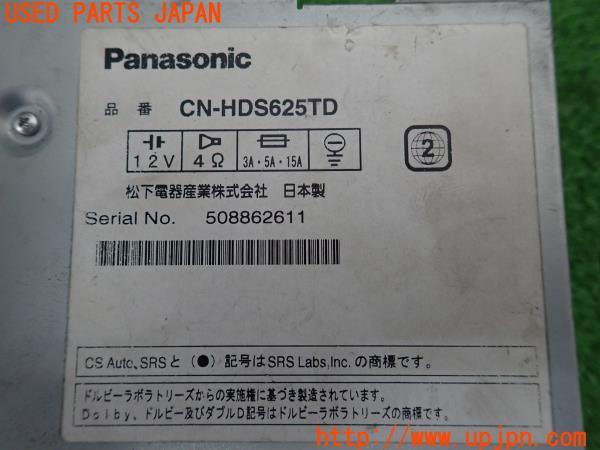 USED PARTS JAPAN
Panasonic
品番 CN-HDS625TD
12V 4Ω 3A・5A・15A
2
松下電器産業株式会社 日本製
Serial No. 508862611
CS Auto、SRSと(●)記号はSRS Labs,Inc.の商標です。
ドルビーラボラトリーズからの実施権に基づき製造されています。
Dolby、ドルビー及びダブルD記号はドルビーラボラトリーズの商標です。
(株)UPJ http://www.upjpn.com